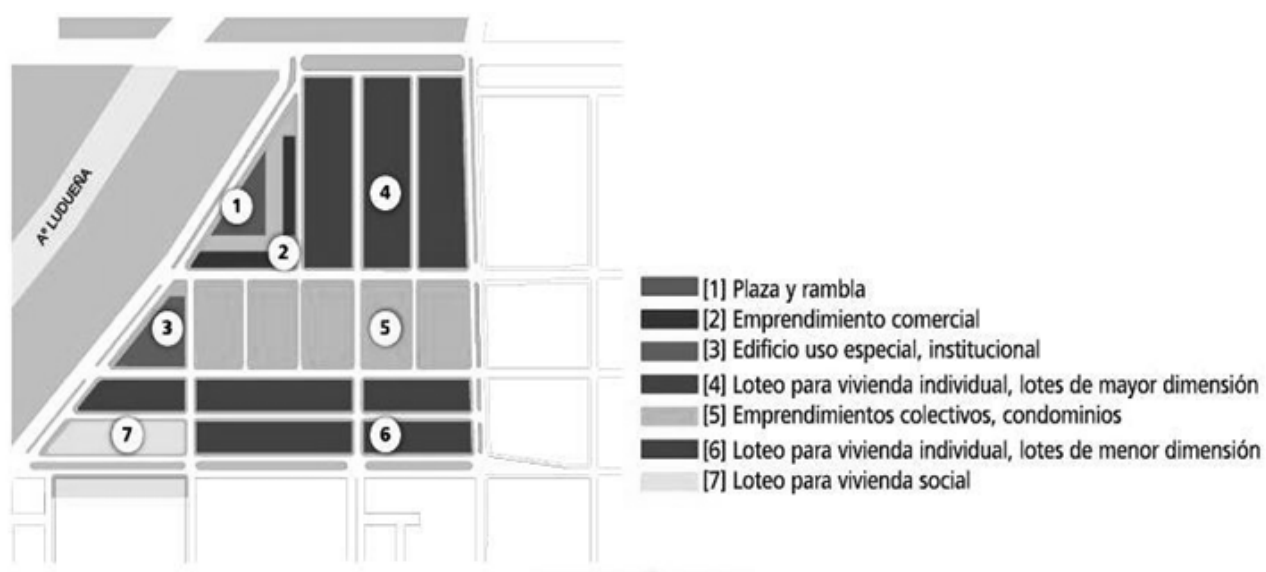 Aº LUDUEÑA
1
2
4
3
5
7
6
[1] Plaza y rambla
[2] Emprendimiento comercial
[3] Edificio uso especial, institucional
[4] Loteo para vivienda individual, lotes de mayor dimensión
[5] Emprendimientos colectivos, condominios
[6] Loteo para vivienda individual, lotes de menor dimensión
[7] Loteo para vivienda social